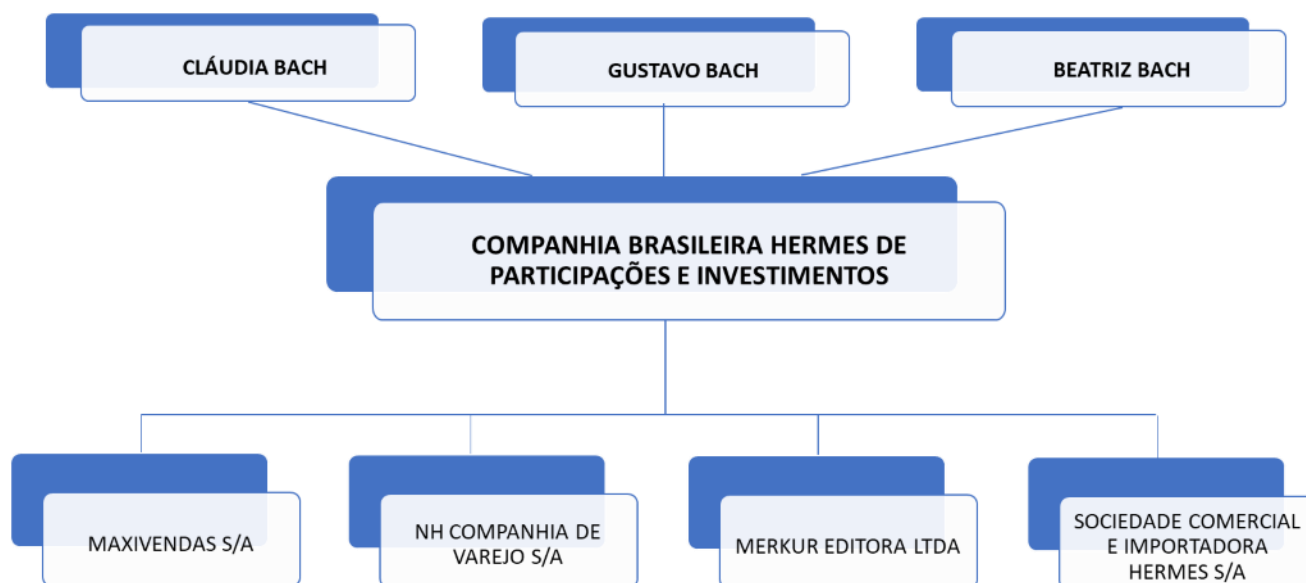 CLÁUDIA BACH
GUSTAVO BACH
BEATRIZ BACH
COMPANHIA BRASILEIRA HERMES DE
PARTICIPAÇÕES E INVESTIMENTOS
MAXIVENDAS S/A
NH COMPANHIA DE
VAREJO S/A
MERKUR EDITORA LTDA
SOCIEDADE COMERCIAL
E IMPORTADORA
HERMES S/A